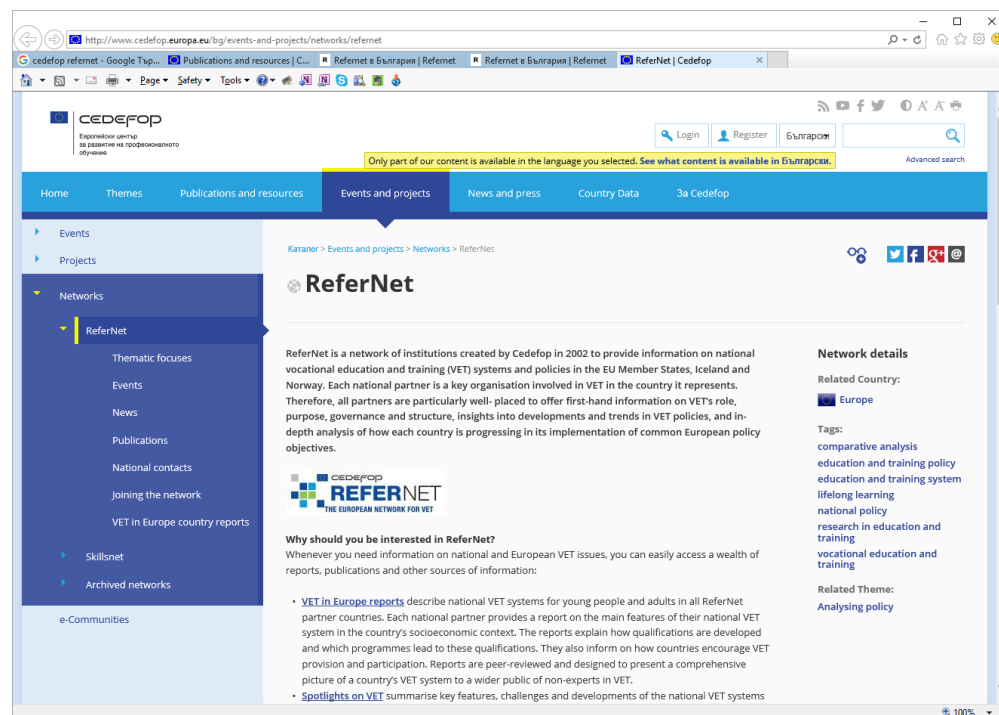 http://www.cedefop.europa.eu/bg/events-and-projects/networks/refernet
cedefop refernet - Google Тър...
Publications and resources | C...
Refernet в България | Refernet
Refernet в България | Refernet
ReferNet | Cedefop
Page
Safety
Tools
CEDEFOP
Европейски център
за развитие на професионалното
обучение
Login
Register
Български
Only part of our content is available in the language you selected. See what content is available in Български.
Advanced search
Home
Themes
Publications and resources
Events and projects
News and press
Country Data
За Cedefop
Events
Projects
Networks
ReferNet
Thematic focuses
Events
News
Publications
National contacts
Joining the network
VET in Europe country reports
Skillsnet
Archived networks
e-Communities
Каталог > Events and projects > Networks > ReferNet
ReferNet
ReferNet is a network of institutions created by Cedefop in 2002 to provide information on national
vocational education and training (VET) systems and policies in the EU Member States, Iceland and
Norway. Each national partner is a key organisation involved in VET in the country it represents.
Therefore, all partners are particularly well- placed to offer first-hand information on VET's role,
purpose, governance and structure, insights into developments and trends in VET policies, and in-
depth analysis of how each country is progressing in its implementation of common European policy
objectives.
CEDEFOP
REFERNET
THE EUROPEAN NETWORK FOR VET
Why should you be interested in ReferNet?
Whenever you need information on national and European VET issues, you can easily access a wealth of
reports, publications and other sources of information:
• VET in Europe reports describe national VET systems for young people and adults in all ReferNet
partner countries. Each national partner provides a report on the main features of their national VET
system in the country's socioeconomic context. The reports explain how qualifications are developed
and which programmes lead to these qualifications. They also inform on how countries encourage VET
provision and participation. Reports are peer-reviewed and designed to present a comprehensive
picture of a country's VET system to a wider public of non-experts in VET.
• Spotlights on VET summarise key features, challenges and developments of the national VET systems
Network details
Related Country:
Europe
Tags:
comparative analysis
education and training policy
education and training system
lifelong learning
national policy
research in education and
training
vocational education and
training
Related Theme:
Analysing policy
100%